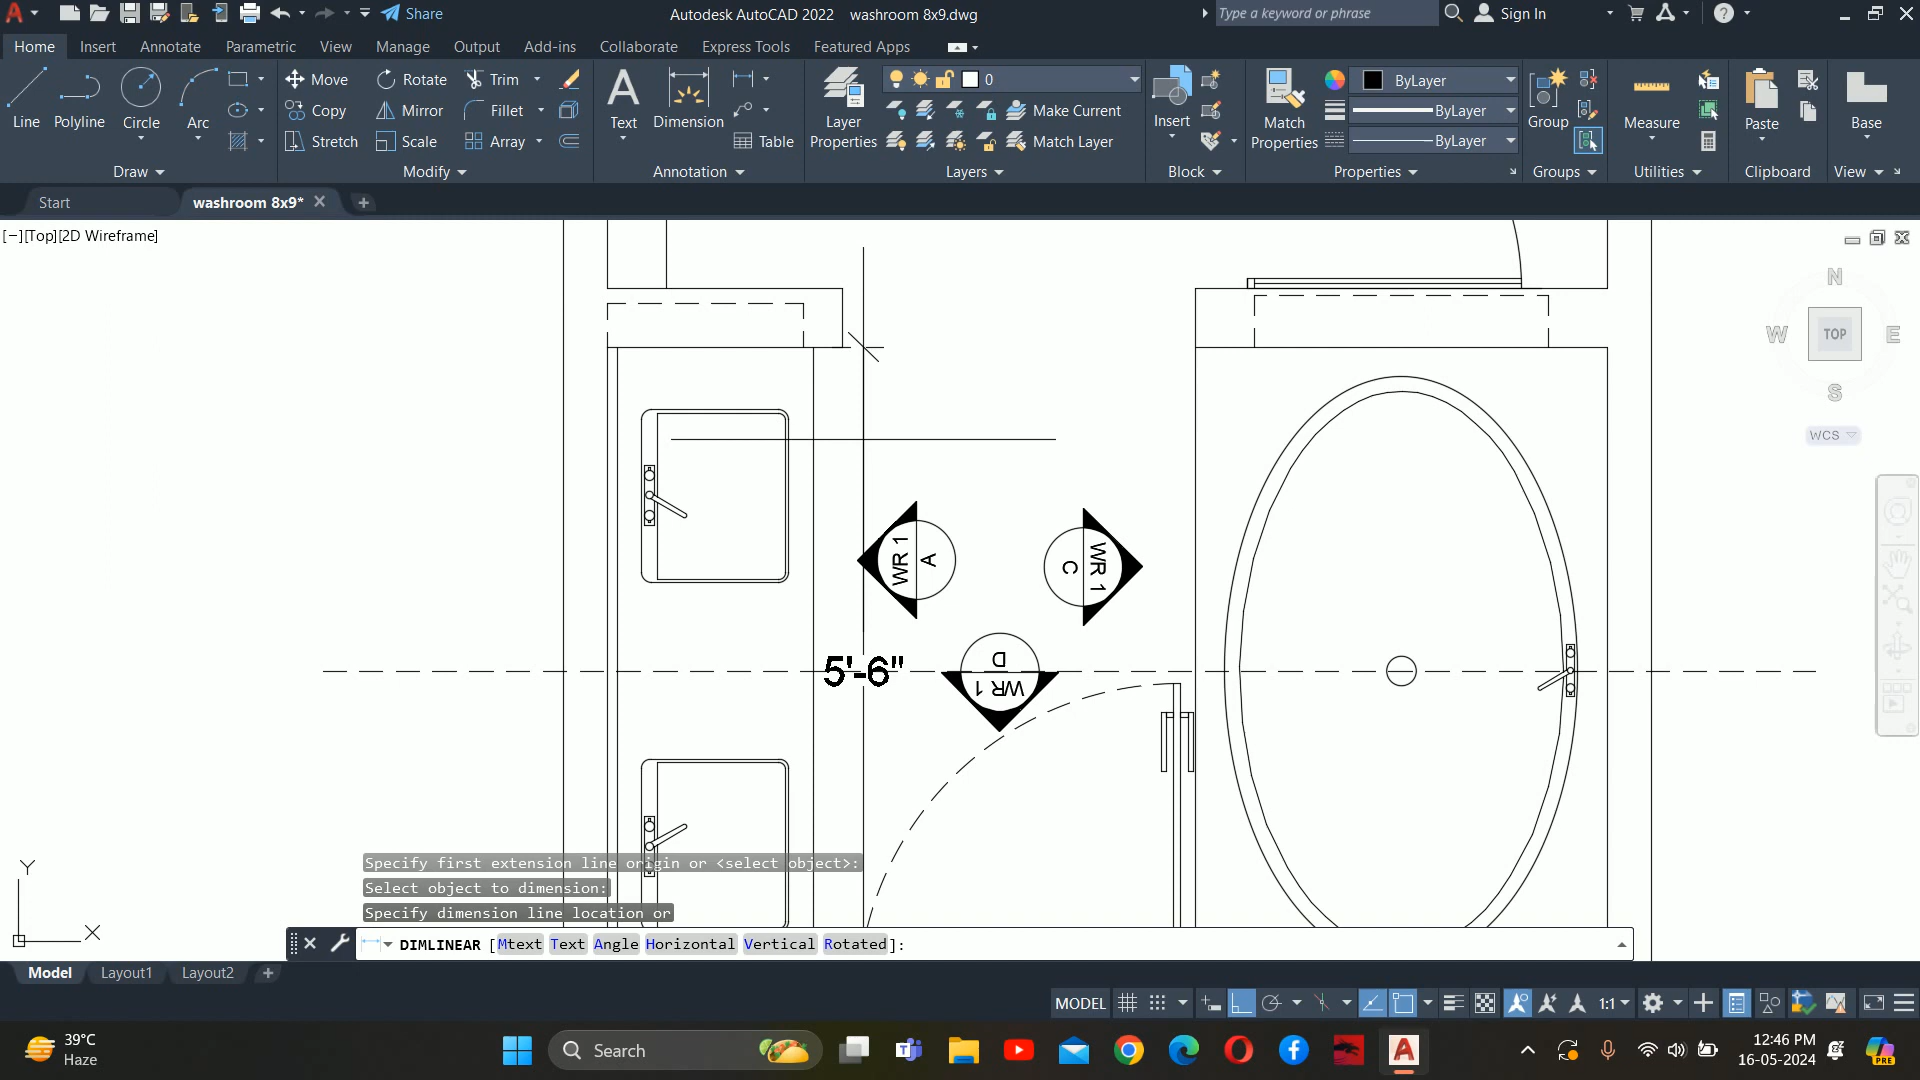 Share
Autodesk AutoCAD 2022 washroom 8x9.dwg
Type a keyword or phrase
Sign In
Home Insert Annotate Parametric View Manage Output Add-ins Collaborate Express Tools Featured Apps
Line Polyline Circle Arc
Move Rotate Trim
Copy Mirror Fillet
Stretch Scale Array
Text Dimension Table
Layer Properties
0
Make Current
Match Layer
Insert
Match Properties
ByLayer
ByLayer
ByLayer
Group
Measure
Paste
Base
Draw Modify Annotation Layers Block Properties Groups Utilities Clipboard View
Start washroom 8x9*
[−][Top][2D Wireframe]
N
W TOP E
S
WCS
WR 1
A
WR 1
C
D
WR 1
5'-6"
Y
X
Specify first extension line origin or <select object>:
Select object to dimension:
Specify dimension line location or
DIMLINEAR [Mtext Text Angle Horizontal Vertical Rotated]:
Model Layout1 Layout2
MODEL 1:1
39°C
Haze
Search
PRE
12:46 PM
16-05-2024